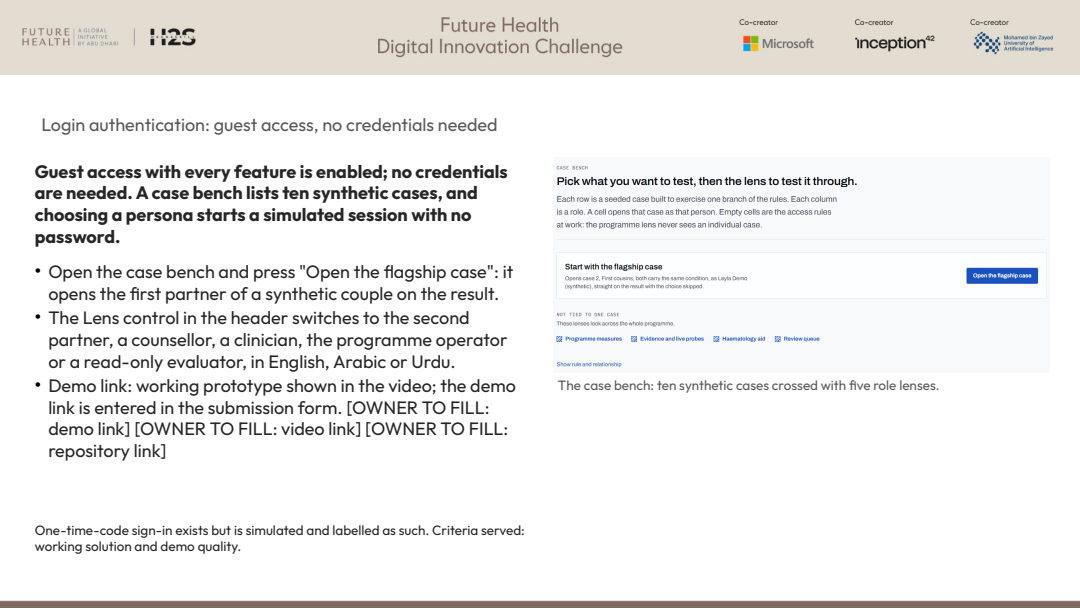 FUTURE HEALTH
A GLOBAL INITIATIVE BY ABU DHABI
H2S
Future Health
Digital Innovation Challenge
Co-creator
Microsoft
Co-creator
inception42
Co-creator
Mohamed bin Zayed
University of
Artificial Intelligence
Login authentication: guest access, no credentials needed
Guest access with every feature is enabled; no credentials
are needed. A case bench lists ten synthetic cases, and
choosing a persona starts a simulated session with no
password.
• Open the case bench and press "Open the flagship case": it
opens the first partner of a synthetic couple on the result.
• The Lens control in the header switches to the second
partner, a counsellor, a clinician, the programme operator
or a read-only evaluator, in English, Arabic or Urdu.
• Demo link: working prototype shown in the video; the demo
link is entered in the submission form. [OWNER TO FILL:
demo link] [OWNER TO FILL: video link] [OWNER TO FILL:
repository link]
One-time-code sign-in exists but is simulated and labelled as such. Criteria served:
working solution and demo quality.
CASE BENCH
Pick what you want to test, then the lens to test it through.
Each row is a seeded case built to exercise one branch of the rules. Each column
is a role. A cell opens that case as that person. Empty cells are the access rules
at work: the programme lens never sees an individual case.
Start with the flagship case
Opens case 2, First cousins, both carry the same condition, as Layla Demo
(synthetic), straight on the result with the choice skipped.
Open the flagship case
NOT TIED TO ONE CASE
These lenses look across the whole programme.
Programme measures
Evidence and live probes
Haematology aid
Review queue
Show rule and relationship
The case bench: ten synthetic cases crossed with five role lenses.